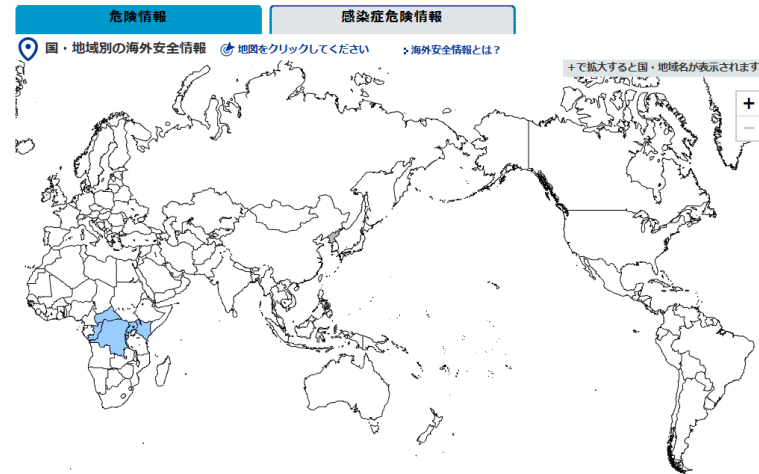 危険情報
感染症危険情報
国・地域別の海外安全情報
地図をクリックしてください
海外安全情報とは？
+で拡大すると国・地域名が表示されます
+
−